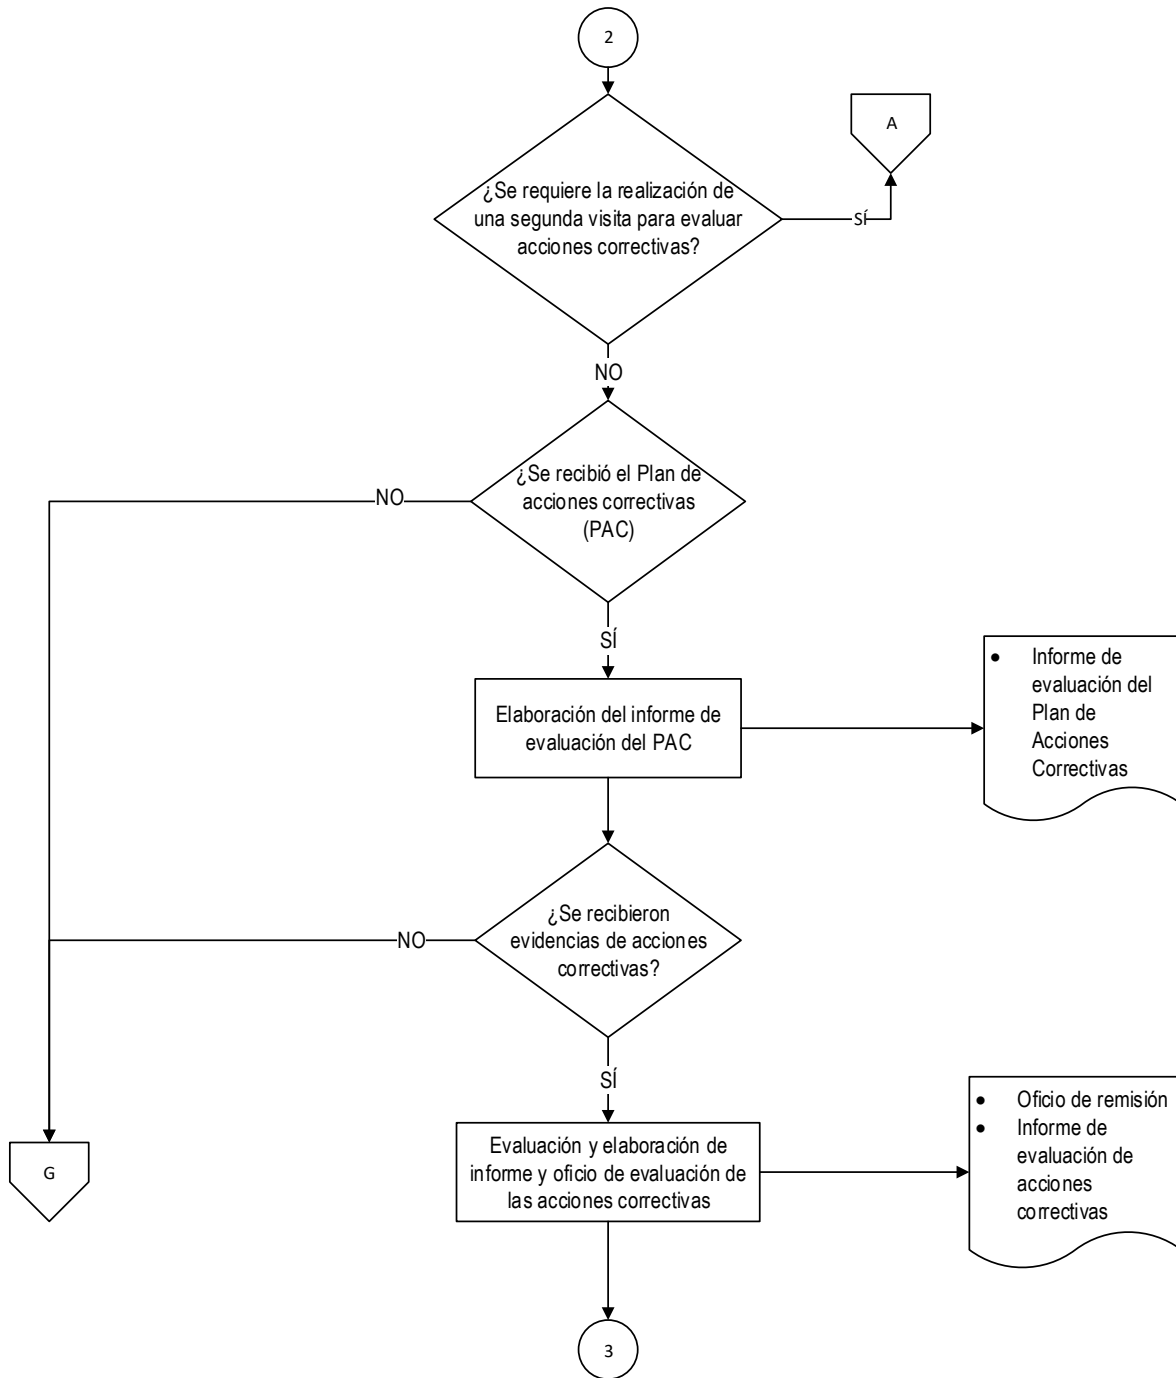 2
A
¿Se requiere la realización de
una segunda visita para evaluar
acciones correctivas?
SÍ
NO
¿Se recibió el Plan de
acciones correctivas
(PAC)
NO
SÍ
Elaboración del informe de
evaluación del PAC
• Informe de
evaluación del
Plan de
Acciones
Correctivas
¿Se recibieron
evidencias de acciones
correctivas?
NO
SÍ
Evaluación y elaboración de
informe y oficio de evaluación de
las acciones correctivas
• Oficio de remisión
• Informe de
evaluación de
acciones
correctivas
G
3